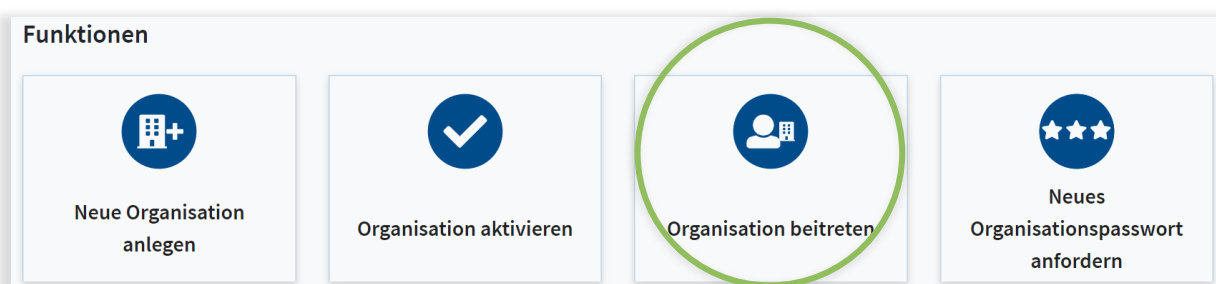 Funktionen
Neue Organisation
anlegen
Organisation aktivieren
Organisation beitreten
Neues
Organisationspasswort
anfordern